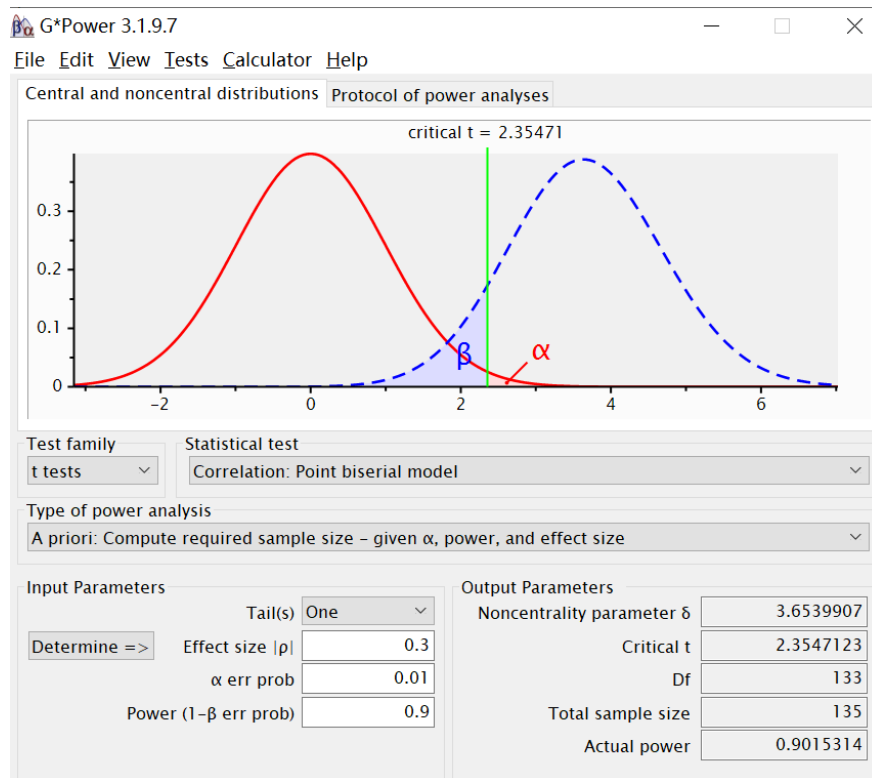 G*Power 3.1.9.7
File Edit View Tests Calculator Help
Central and noncentral distributions Protocol of power analyses
critical t = 2.35471
0.3
0.2
0.1
0
β
α
-2 0 2 4 6
Test family Statistical test
t tests Correlation: Point biserial model
Type of power analysis
A priori: Compute required sample size – given α, power, and effect size
Input Parameters Output Parameters
Tail(s) One Noncentrality parameter δ 3.6539907
Determine => Effect size |ρ| 0.3 Critical t 2.3547123
α err prob 0.01 Df 133
Power (1-β err prob) 0.9 Total sample size 135
Actual power 0.9015314